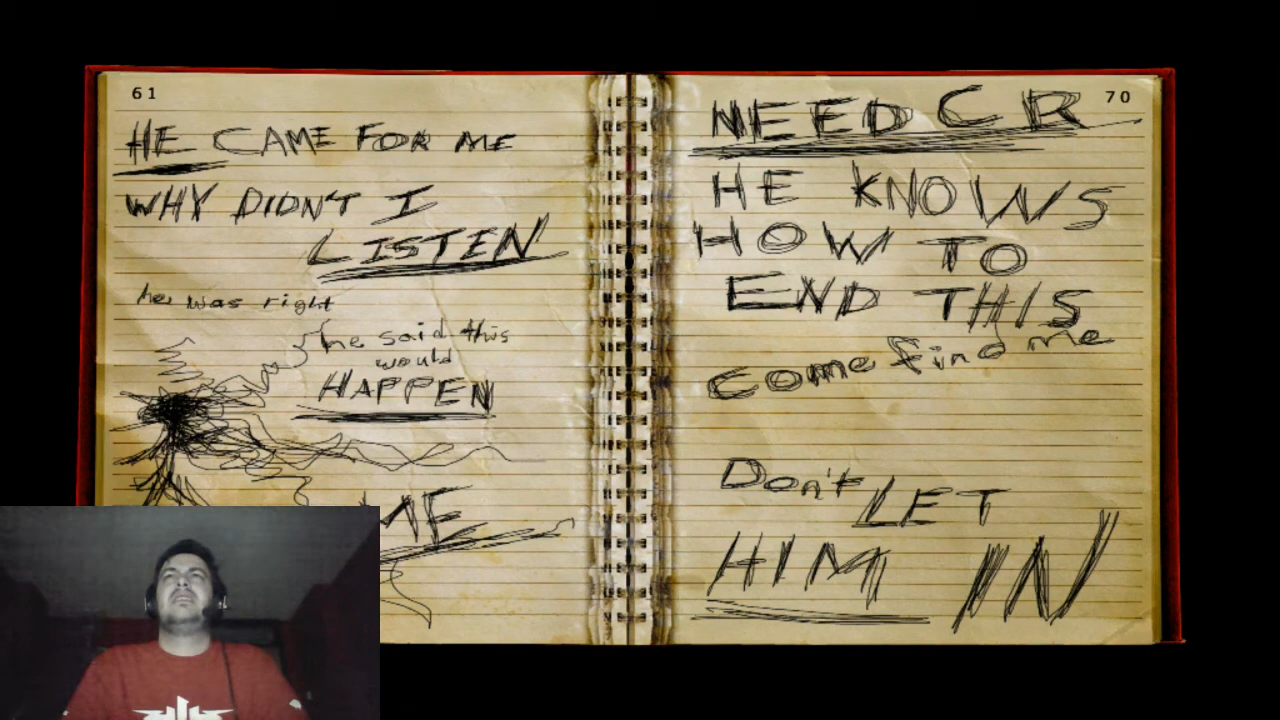 61
HE CAME FOR ME
WHY DIDN'T I
LISTEN
he was right
he said this
would
HAPPEN
ME
70
NEED CR
HE KNOWS
HOW TO
END THIS
come find me
Don't LET
HIM IN